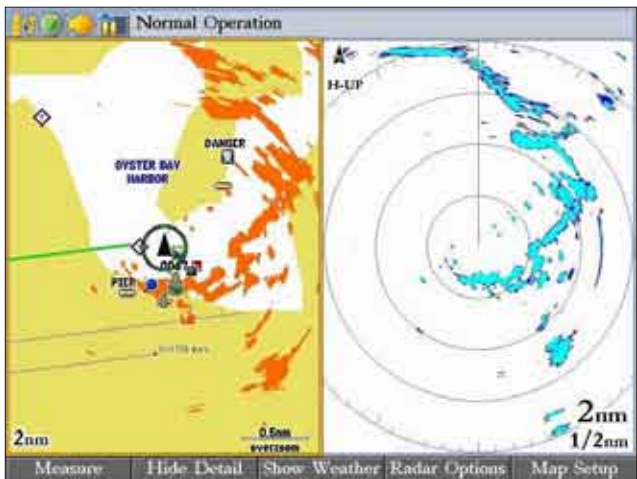 Normal Operation
H-UP
DANGER
OYSTER BAY
HARBOR
PIER
2nm
0.5nm
overzoom
2nm
1/2nm
Measure
Hide Detail
Show Weather
Radar Options
Map Setup